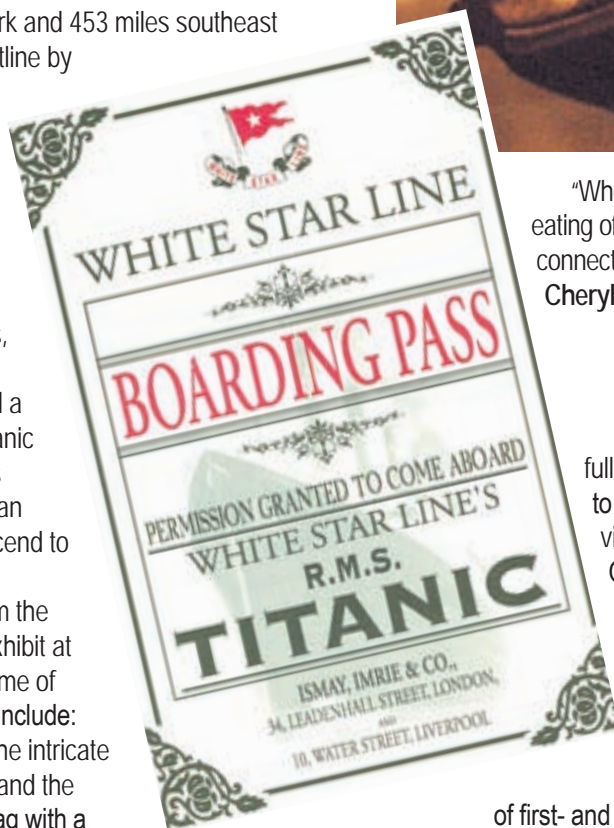 rk and 453 miles southeast
tline by
s,
d a
anic
an
cend to
m the
xhibit at
me of
include:
he intricate
and the
ag with a
WHITE STAR LINE
WHITE STAR LINE
BOARDING PASS
PERMISSION GRANTED TO COME ABOARD
WHITE STAR LINE'S
R.M.S.
TITANIC
ISMAY, IMRIE & CO.,
34, LEADENHALL STREET, LONDON,
AND
10, WATER STREET, LIVERPOOL
"Wh
eating of
connect
Cheryl
full
to
vi
of first- and